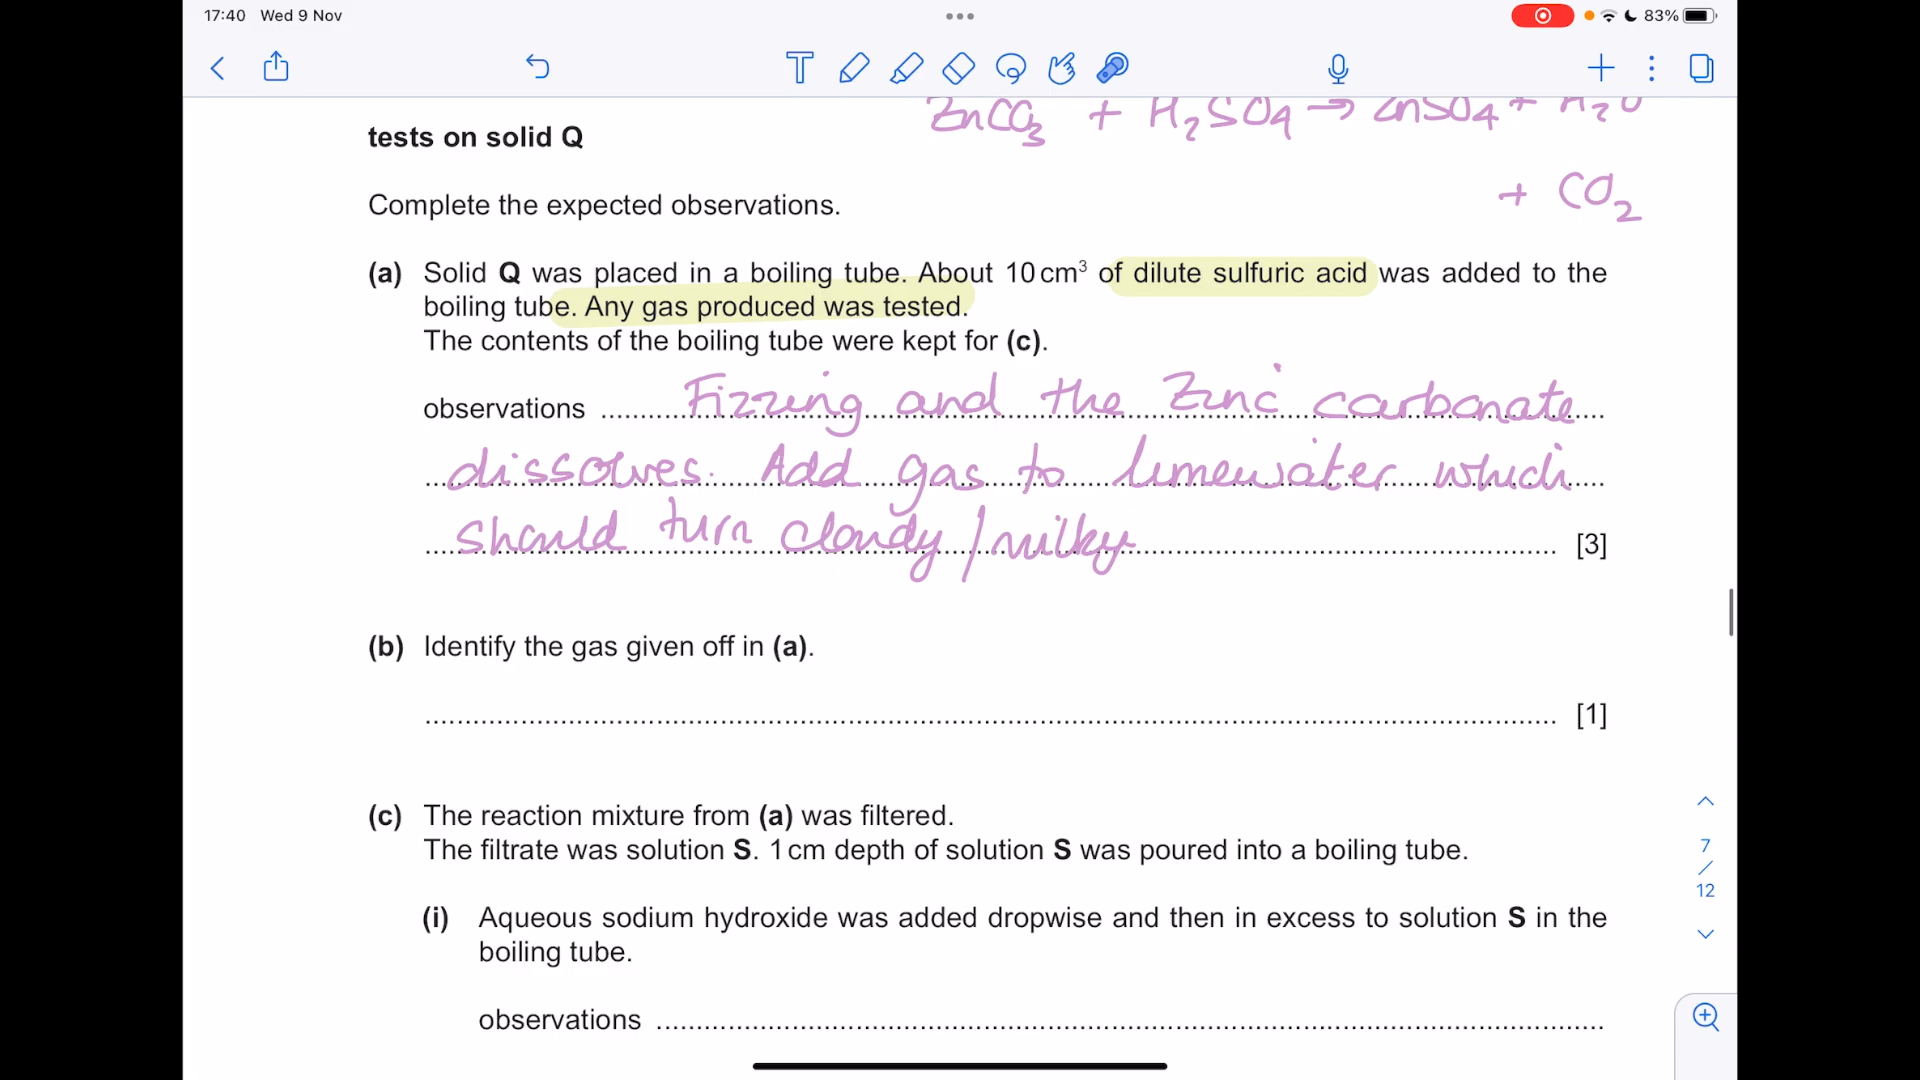 17:40 Wed 9 Nov
83%
ZnCO3 + H2SO4 → ZnSO4 + H2O
+ CO2
tests on solid Q
Complete the expected observations.
(a) Solid Q was placed in a boiling tube. About 10 cm³ of dilute sulfuric acid was added to the
boiling tube. Any gas produced was tested.
The contents of the boiling tube were kept for (c).
observations Fizzing and the Zinc carbonate
dissolves. Add gas to limewater which
should turn cloudy / milky
[3]
(b) Identify the gas given off in (a).
[1]
(c) The reaction mixture from (a) was filtered.
The filtrate was solution S. 1 cm depth of solution S was poured into a boiling tube.
(i) Aqueous sodium hydroxide was added dropwise and then in excess to solution S in the
boiling tube.
observations
7
/
12